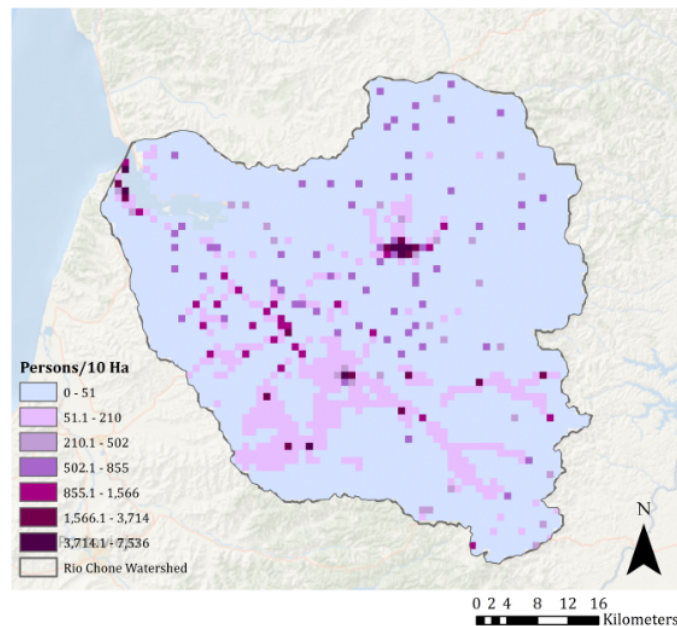 Persons/10 Ha
0 - 51
51.1 - 210
210.1 - 502
502.1 - 855
855.1 - 1,566
1,566.1 - 3,714
3,714.1 - 7,536
Rio Chone Watershed
N
0 2 4 8 12 16
Kilometers